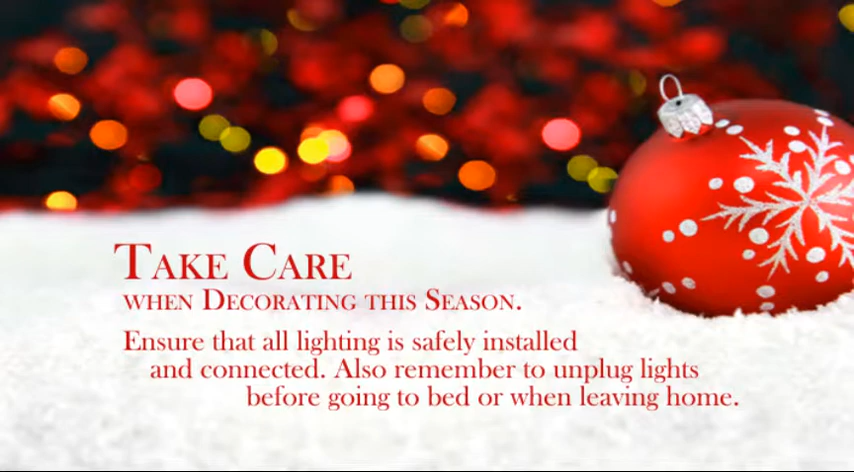 Take Care
when Decorating this Season.
Ensure that all lighting is safely installed
and connected. Also remember to unplug lights
before going to bed or when leaving home.